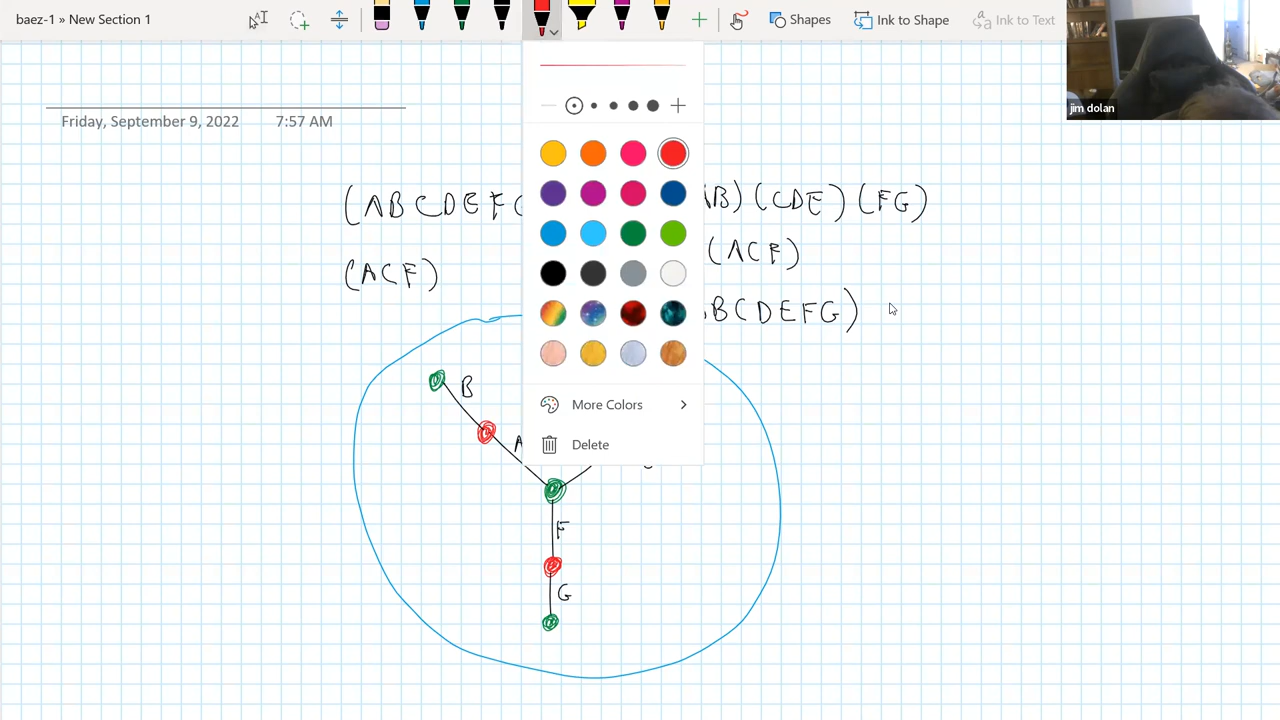 baez-1 » New Section 1
Shapes
Ink to Shape
Ink to Text
jim dolan
Friday, September 9, 2022 7:57 AM
(ABCDEFG B) (CDE) (FG)
(ACF)
(ACF)
BCDEFG)
B
A
F
G
More Colors
Delete